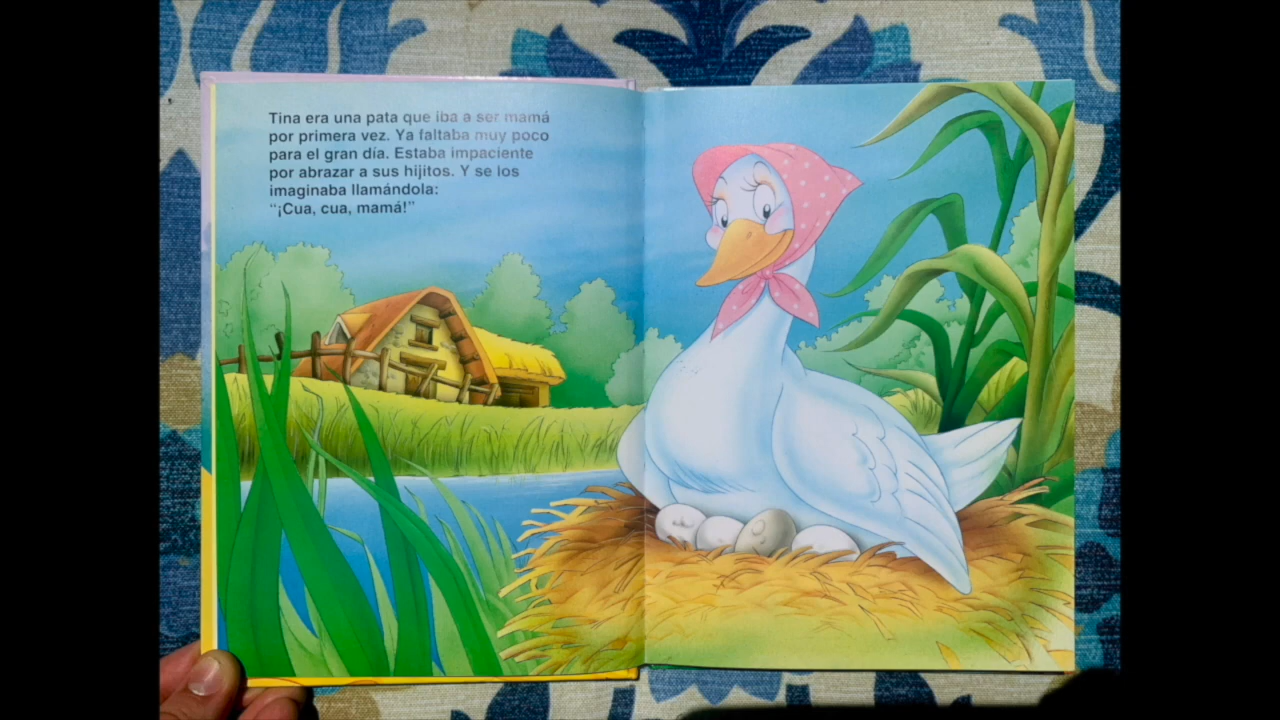 Tina era una pata que iba a ser mamá
por primera vez. Ya faltaba muy poco
para el gran día. Estaba impaciente
por abrazar a sus hijitos. Y se los
imaginaba llamándola:
“¡Cua, cua, mamá!”